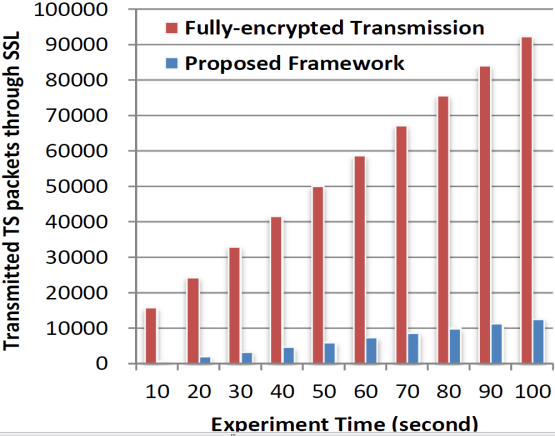 Transmitted TS packets through SSL
100000
90000
80000
70000
60000
50000
40000
30000
20000
10000
0
Fully-encrypted Transmission
Proposed Framework
10 20 30 40 50 60 70 80 90 100
Experiment Time (second)